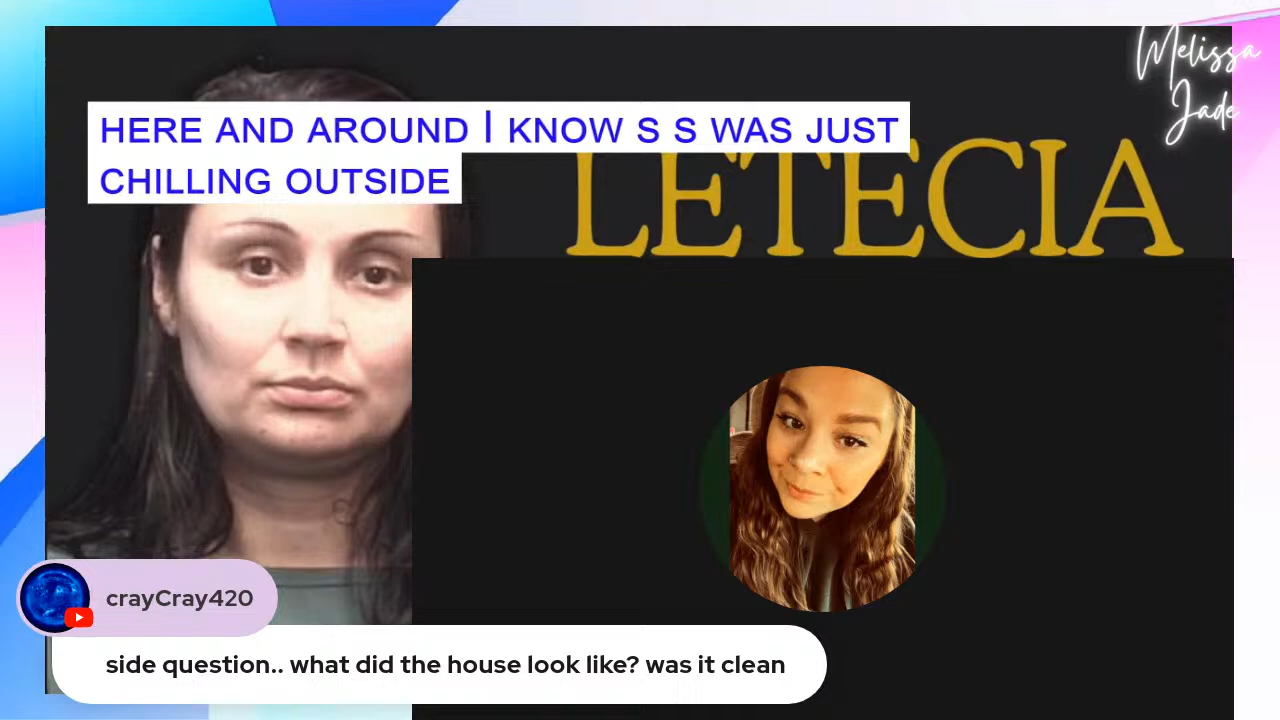 Melissa
Jade
HERE AND AROUND I KNOW S S WAS JUST
CHILLING OUTSIDE
LETECIA
crayCray420
side question.. what did the house look like? was it clean